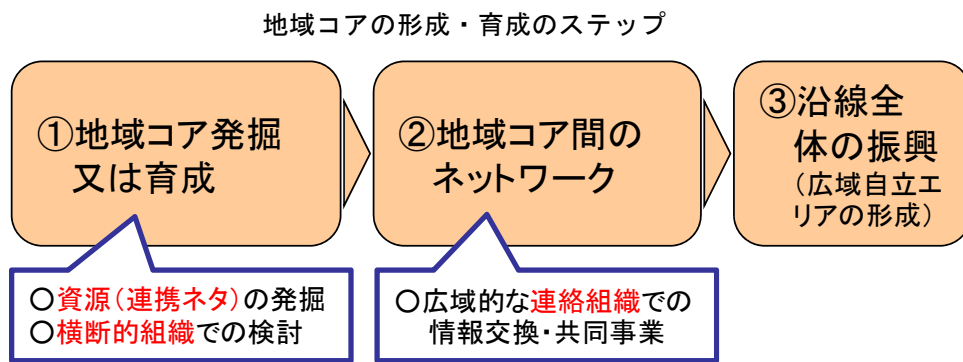 地域コアの形成・育成のステップ
①地域コア発掘
又は育成
②地域コア間の
ネットワーク
③沿線全
体の振興
(広域自立エ
リアの形成)
○資源(連携ネタ)の発掘
○横断的組織での検討
○広域的な連絡組織での
情報交換・共同事業